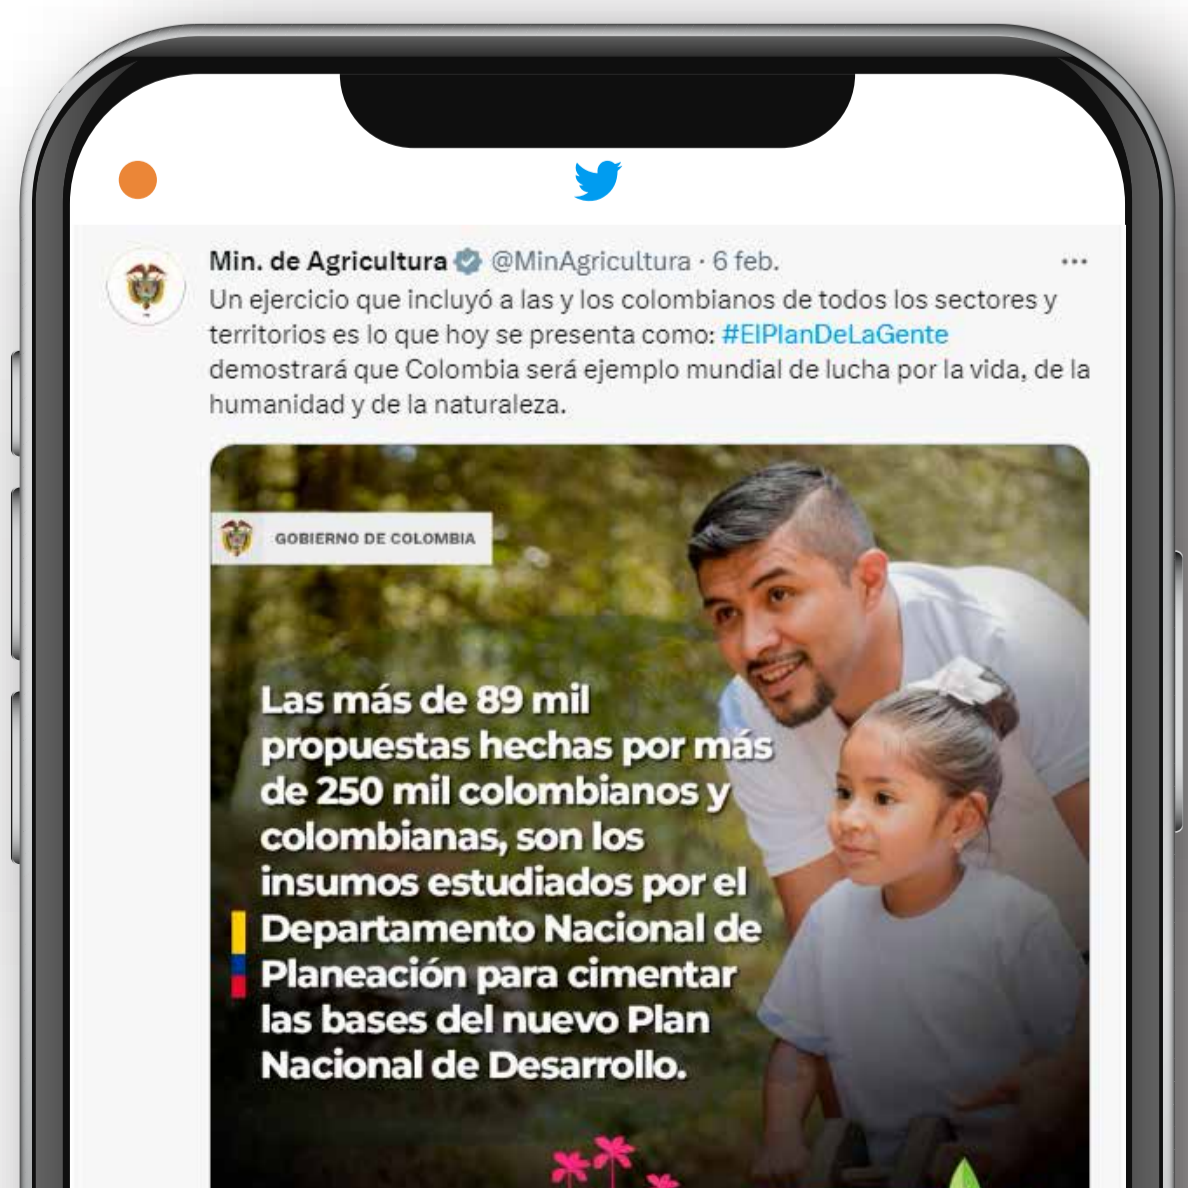 Min. de Agricultura @MinAgricultura · 6 feb.
Un ejercicio que incluyó a las y los colombianos de todos los sectores y
territorios es lo que hoy se presenta como: #ElPlanDeLaGente
demostrará que Colombia será ejemplo mundial de lucha por la vida, de la
humanidad y de la naturaleza.
GOBIERNO DE COLOMBIA
Las más de 89 mil
propuestas hechas por más
de 250 mil colombianos y
colombianas, son los
insumos estudiados por el
Departamento Nacional de
Planeación para cimentar
las bases del nuevo Plan
Nacional de Desarrollo.